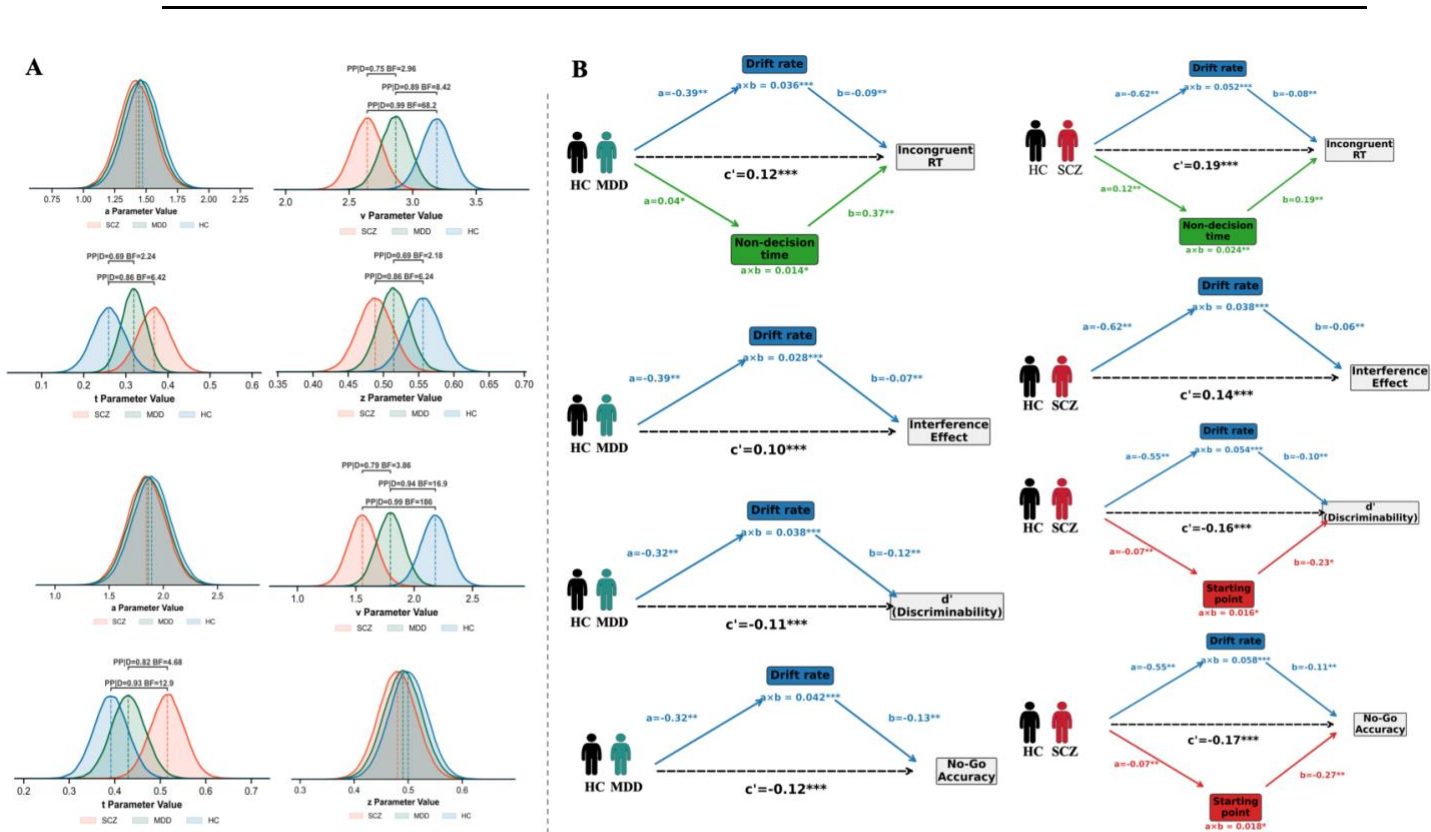 A
0.75 1.00 1.25 1.50 1.75 2.00 2.25
a Parameter Value
SCZ MDD HC
PP|D=0.75 BF=2.96
PP|D=0.89 BF=8.42
PP|D=0.99 BF=68.2
2.0 2.5 3.0 3.5
v Parameter Value
SCZ MDD HC
PP|D=0.69 BF=2.24
PP|D=0.86 BF=6.42
0.1 0.2 0.3 0.4 0.5 0.6
t Parameter Value
SCZ MDD HC
PP|D=0.69 BF=2.18
PP|D=0.86 BF=6.24
0.35 0.40 0.45 0.50 0.55 0.60 0.65 0.70
z Parameter Value
SCZ MDD HC
1.0 1.5 2.0 2.5
a Parameter Value
SCZ MDD HC
PP|D=0.79 BF=3.86
PP|D=0.94 BF=16.9
PP|D=0.99 BF=186
1.0 1.5 2.0 2.5
v Parameter Value
SCZ MDD HC
PP|D=0.82 BF=4.68
PP|D=0.93 BF=12.9
0.2 0.3 0.4 0.5 0.6 0.7
t Parameter Value
SCZ MDD HC
0.3 0.4 0.5 0.6
z Parameter Value
SCZ MDD HC
B
Drift rate
a×b = 0.036***
a=-0.39**
b=-0.09**
HC MDD
Incongruent
RT
c'=0.12***
a=0.04*
b=0.37**
Non-decision
time
a×b = 0.014*
Drift rate
a×b = 0.028***
a=-0.39**
b=-0.07**
HC MDD
Interference
Effect
c'=0.10***
Drift rate
a×b = 0.038***
a=-0.32**
b=-0.12**
HC MDD
d'
(Discriminability)
c'=-0.11***
Drift rate
a×b = 0.042***
a=-0.32**
b=-0.13**
HC MDD
No-Go
Accuracy
c'=-0.12***
Drift rate
a×b = 0.052***
a=-0.62**
b=-0.08**
HC SCZ
Incongruent
RT
c'=0.19***
a=0.12**
b=0.19**
Non-decision
time
a×b = 0.024**
Drift rate
a×b = 0.038***
a=-0.62**
b=-0.06**
HC SCZ
Interference
Effect
c'=0.14***
Drift rate
a×b = 0.054***
a=-0.55**
b=-0.10**
HC SCZ
d'
(Discriminability)
c'=-0.16***
a=-0.07**
b=-0.23*
Starting
point
a×b = 0.016*
Drift rate
a×b = 0.058***
a=-0.55**
b=-0.11**
HC SCZ
No-Go
Accuracy
c'=-0.17***
a=-0.07**
b=-0.27**
Starting
point
a×b = 0.018*